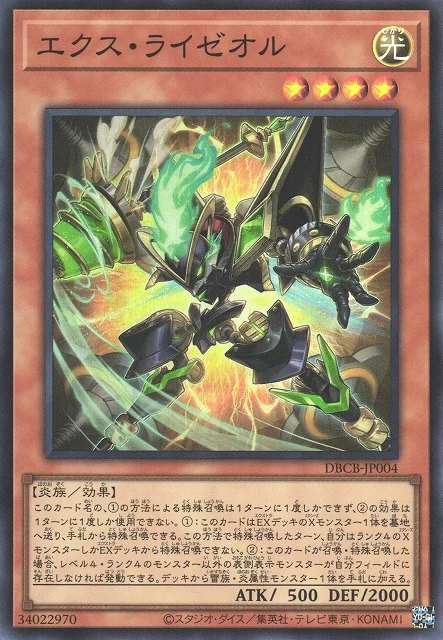 エクス・ライゼオル
光
DBCB-JP004
【炎族/効果】
このカード名の、①の方法による特殊召喚は1ターンに1度しかできず、②の効果は
1ターンに1度しか使用できない。①:このカードはEXデッキのXモンスター1体を墓地
へ送り、手札から特殊召喚できる。この方法で特殊召喚したターン、自分はランク4のX
モンスターしかEXデッキから特殊召喚できない。②:このカードが召喚・特殊召喚した
場合、レベル4・ランク4のモンスター以外の表側表示モンスターが自分フィールドに
存在しなければ発動できる。デッキから雷族・炎属性モンスター1体を手札に加える。
ATK/ 500 DEF/2000
34022970 ©スタジオ・ダイス/集英社・テレビ東京・KONAMI